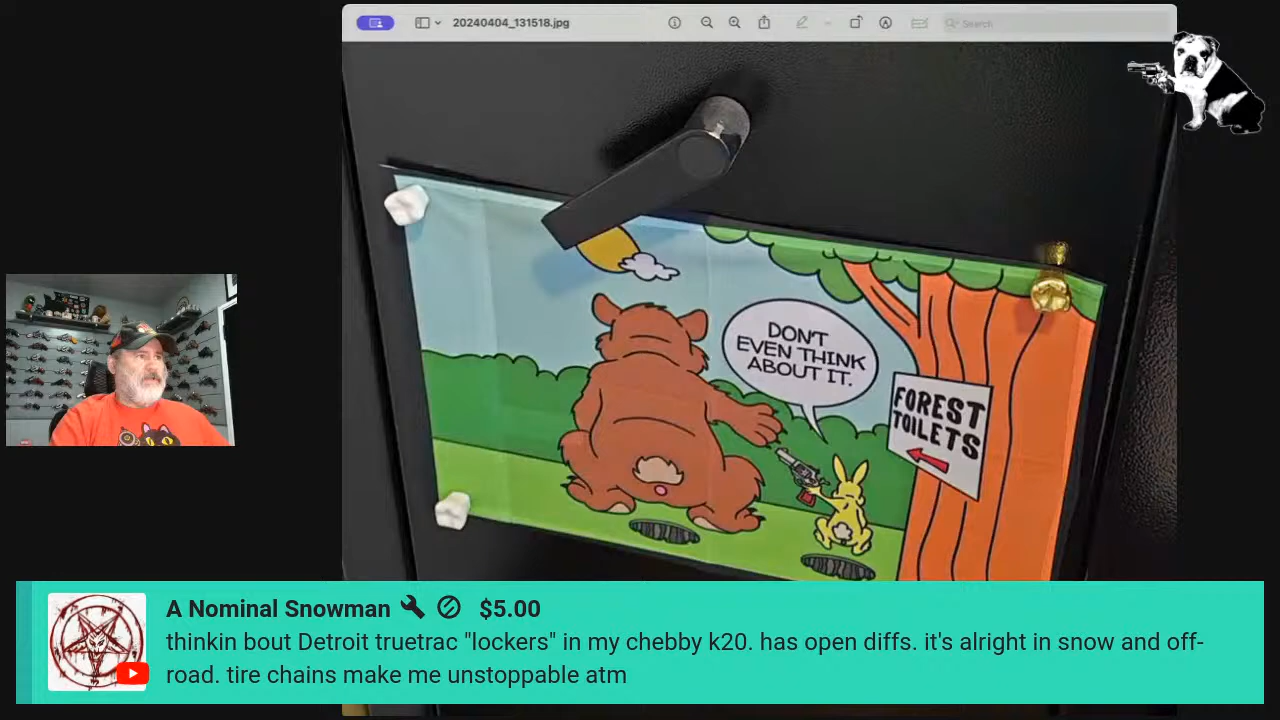 20240404_131518.jpg
Search
DON'T
EVEN THINK
ABOUT IT.
FOREST
TOILETS
A Nominal Snowman $5.00
thinkin bout Detroit truetrac "lockers" in my chebby k20. has open diffs. it's alright in snow and off-
road. tire chains make me unstoppable atm